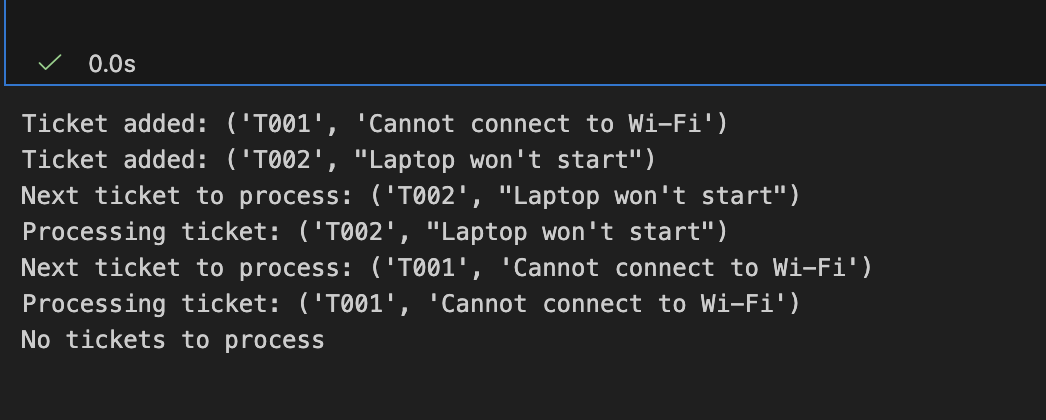 0.0s
Ticket added: ('T001', 'Cannot connect to Wi-Fi')
Ticket added: ('T002', "Laptop won't start")
Next ticket to process: ('T002', "Laptop won't start")
Processing ticket: ('T002', "Laptop won't start")
Next ticket to process: ('T001', 'Cannot connect to Wi-Fi')
Processing ticket: ('T001', 'Cannot connect to Wi-Fi')
No tickets to process